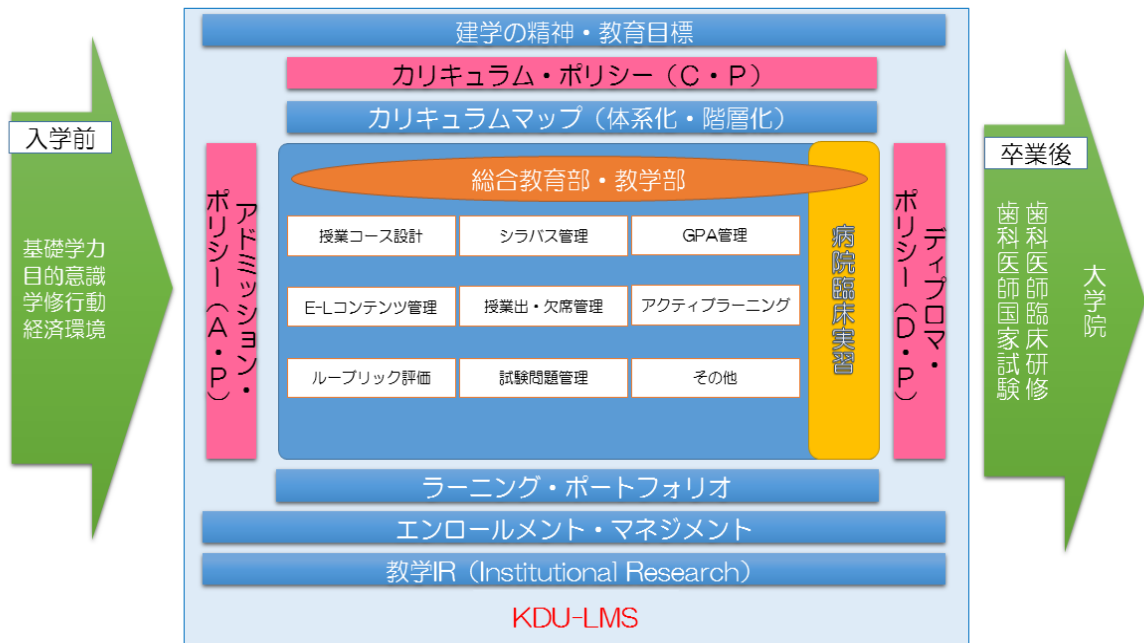 建学の精神・教育目標
カリキュラム・ポリシー(C・P)
カリキュラムマップ(体系化・階層化)
入学前
基礎学力
目的意識
学修行動
経済環境
アドミッション・
ポリシー(A・P)
総合教育部・教学部
授業コース設計
シラバス管理
GPA管理
E-Lコンテンツ管理
授業出・欠席管理
アクティブラーニング
ルーブリック評価
試験問題管理
その他
病院臨床実習
ディプロマ・
ポリシー(D・P)
卒業後
大学院
歯科医師臨床研修
歯科医師国家試験
ラーニング・ポートフォリオ
エンロールメント・マネジメント
教学IR(Institutional Research)
KDU-LMS